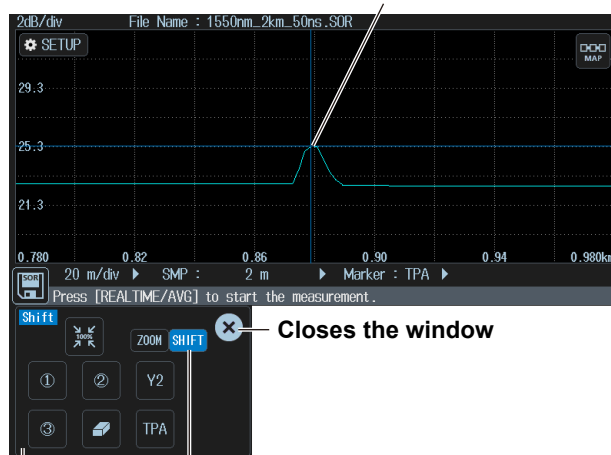 2dB/div File Name : 1550nm_2km_50ns.SOR
SETUP
MAP
29.3
25.3
21.3
0.780 0.82 0.86 0.90 0.94 0.980km
SOR 20 m/div SMP : 2 m Marker : TPA
Press [REALTIME/AVG] to start the measurement.
Shift
100% ZOOM SHIFT Closes the window
① ② Y2
③ TPA